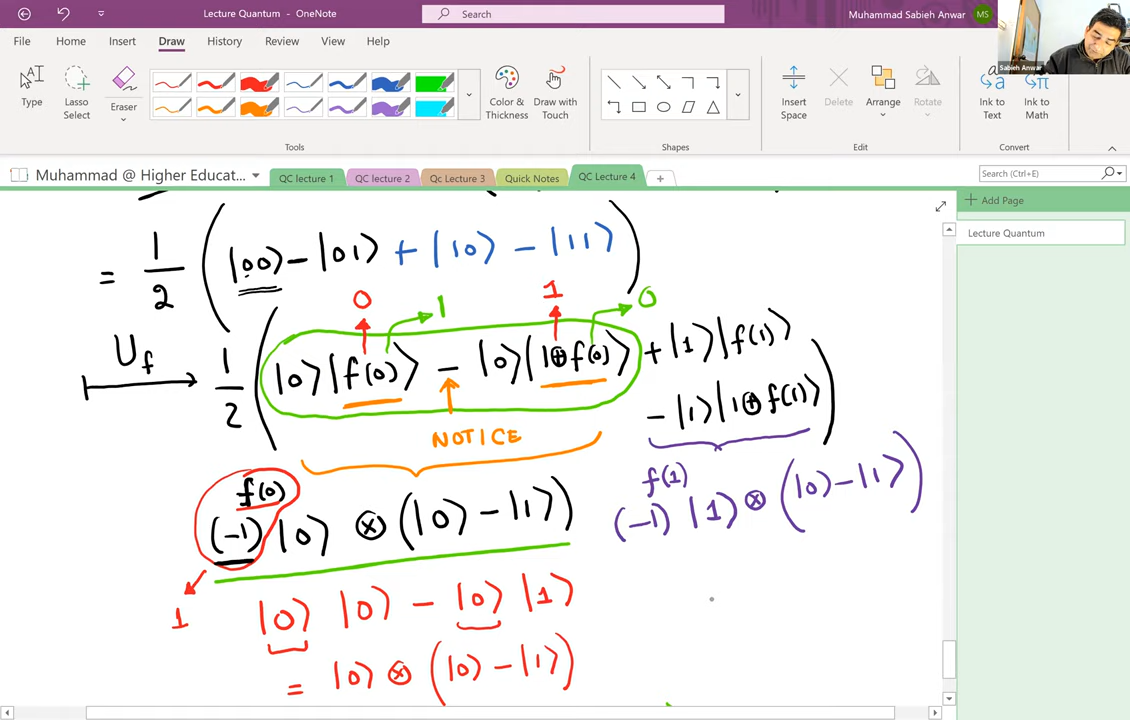 Lecture Quantum - OneNote
Search
Muhammad Sabieh Anwar MS
Sabieh Anwar
File Home Insert Draw History Review View Help
Type
Lasso Select
Eraser
Color & Thickness
Draw with Touch
Insert Space
Delete
Arrange
Rotate
Ink to Text
Ink to Math
Tools Shapes Edit Convert
Muhammad @ Higher Educat...
QC lecture 1 QC lecture 2 Qc Lecture 3 Quick Notes QC Lecture 4
Search (Ctrl+E)
Add Page
Lecture Quantum
= 1/2 (|00⟩ - |01⟩ + |10⟩ - |11⟩)
0 1 1 0
U_f 1/2 (|0⟩|f(0)⟩ - |0⟩|1⊕f(0)⟩ + |1⟩|f(1)⟩
- |1⟩|1⊕f(1)⟩)
NOTICE
(-1)^f(0) |0⟩ ⊗ (|0⟩ - |1⟩)
(-1)^f(1) |1⟩ ⊗ (|0⟩ - |1⟩)
1
|0⟩ |0⟩ - |0⟩ |1⟩
= |0⟩ ⊗ (|0⟩ - |1⟩)